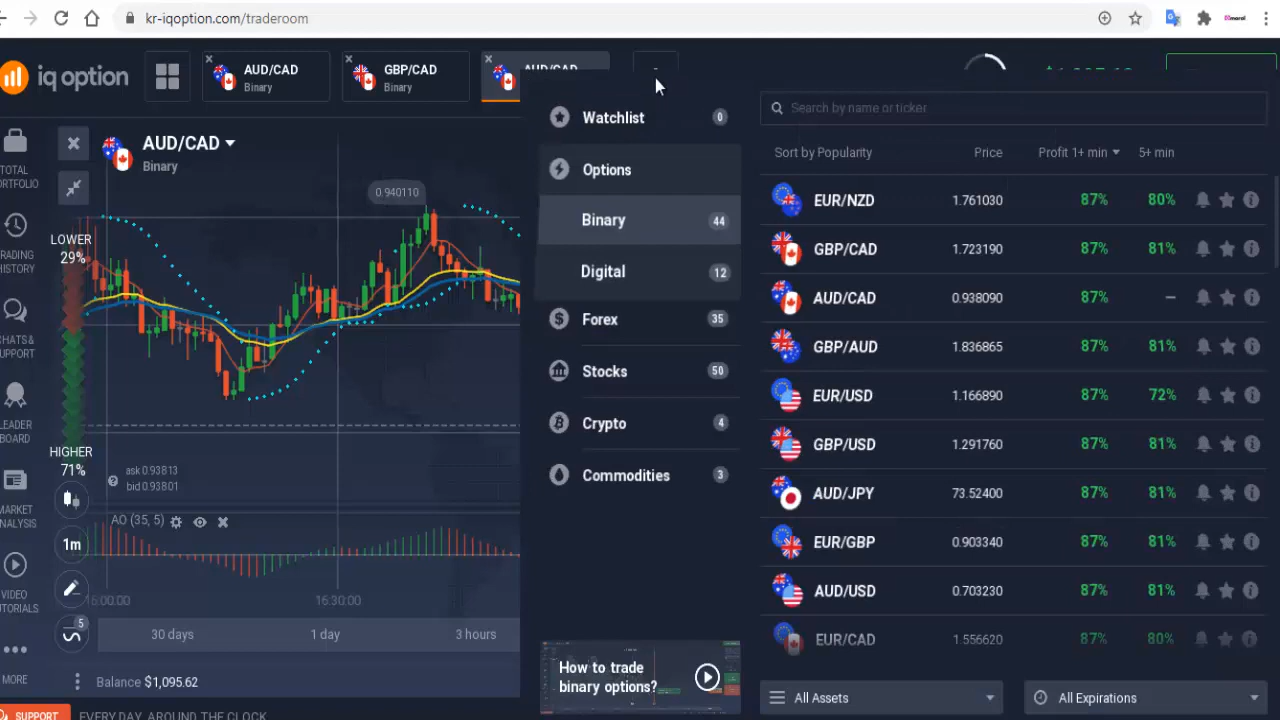 kr-iqoption.com/traderoom
iq option
AUD/CAD
Binary
GBP/CAD
Binary
AUD/CAD
TOTAL
PORTFOLIO
TRADING
HISTORY
CHATS &
SUPPORT
LEADER
BOARD
MARKET
ANALYSIS
VIDEO
TUTORIALS
MORE
AUD/CAD
Binary
0.940110
LOWER
29%
HIGHER
71%
ask 0.93813
bid 0.93801
AO (35, 5)
1m
5
16:00:00
16:30:00
30 days
1 day
3 hours
Balance $1,095.62
SUPPORT
EVERY DAY, AROUND THE CLOCK
Watchlist 0
Options
Binary 44
Digital 12
Forex 35
Stocks 50
Crypto 4
Commodities 3
How to trade
binary options?
Search by name or ticker
Sort by Popularity Price Profit 1+ min 5+ min
EUR/NZD 1.761030 87% 80%
GBP/CAD 1.723190 87% 81%
AUD/CAD 0.938090 87% –
GBP/AUD 1.836865 87% 81%
EUR/USD 1.166890 87% 72%
GBP/USD 1.291760 87% 81%
AUD/JPY 73.52400 87% 81%
EUR/GBP 0.903340 87% 81%
AUD/USD 0.703230 87% 81%
EUR/CAD 1.556620 87% 80%
All Assets
All Expirations